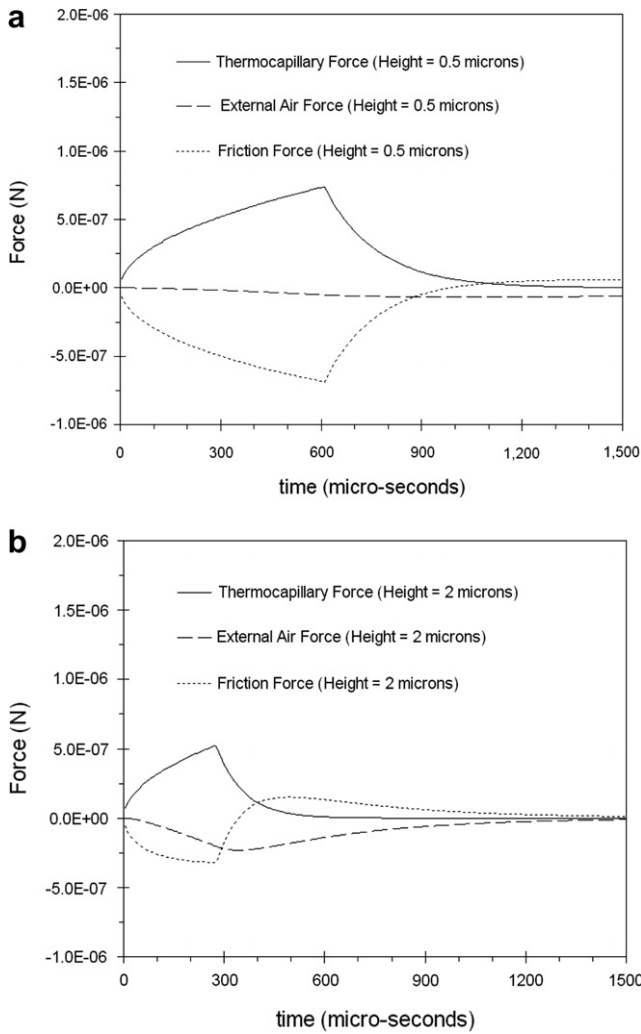 a
2.0E-06
1.5E-06
1.0E-06
5.0E-07
0.0E+00
-5.0E-07
-1.0E-06
Force (N)
Thermocapillary Force (Height = 0.5 microns)
External Air Force (Height = 0.5 microns)
Friction Force (Height = 0.5 microns)
0 300 600 900 1,200 1,500
time (micro-seconds)
b
2.0E-06
1.5E-06
1.0E-06
5.0E-07
0.0E+00
-5.0E-07
-1.0E-06
Force (N)
Thermocapillary Force (Height = 2 microns)
External Air Force (Height = 2 microns)
Friction Force (Height = 2 microns)
0 300 600 900 1200 1500
time (micro-seconds)